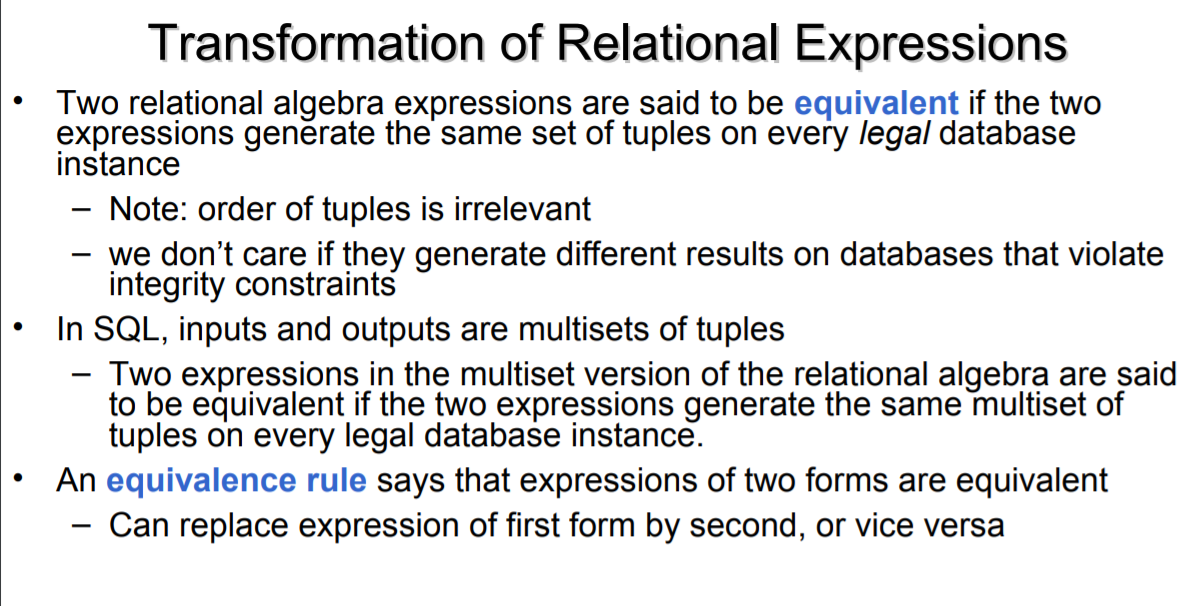 Transformation of Relational Expressions
• Two relational algebra expressions are said to be equivalent if the two
expressions generate the same set of tuples on every legal database
instance
– Note: order of tuples is irrelevant
– we don’t care if they generate different results on databases that violate
integrity constraints
• In SQL, inputs and outputs are multisets of tuples
– Two expressions in the multiset version of the relational algebra are said
to be equivalent if the two expressions generate the same multiset of
tuples on every legal database instance.
• An equivalence rule says that expressions of two forms are equivalent
– Can replace expression of first form by second, or vice versa